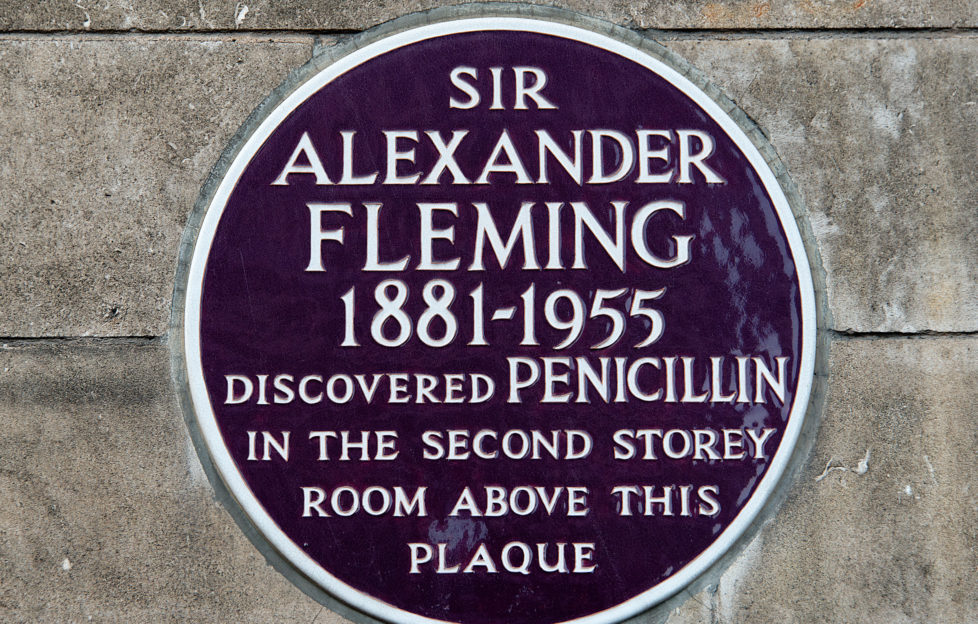 SIR
ALEXANDER
FLEMING
1881-1955
DISCOVERED PENICILLIN
IN THE SECOND STOREY
ROOM ABOVE THIS
PLAQUE